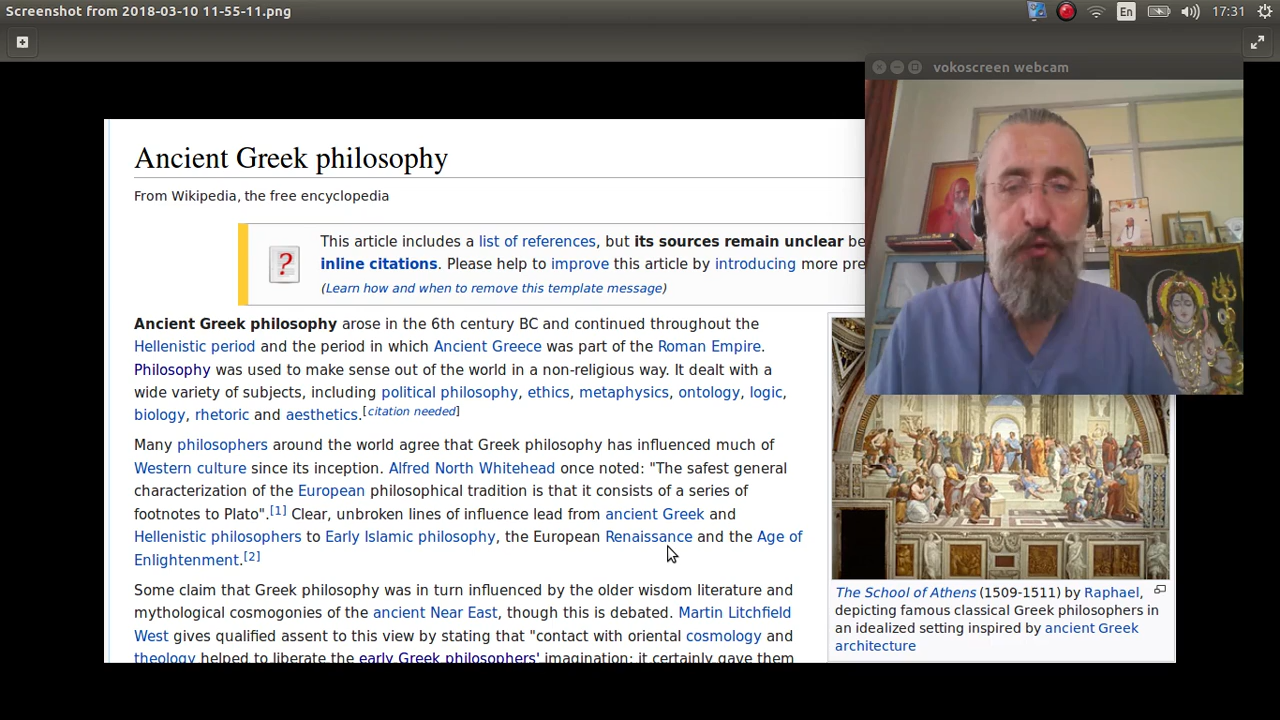 Screenshot from 2018-03-10 11-55-11.png
En
17:31
vokoscreen webcam
Ancient Greek philosophy
From Wikipedia, the free encyclopedia
This article includes a list of references, but its sources remain unclear be
inline citations. Please help to improve this article by introducing more pre
(Learn how and when to remove this template message)
Ancient Greek philosophy arose in the 6th century BC and continued throughout the
Hellenistic period and the period in which Ancient Greece was part of the Roman Empire.
Philosophy was used to make sense out of the world in a non-religious way. It dealt with a
wide variety of subjects, including political philosophy, ethics, metaphysics, ontology, logic,
biology, rhetoric and aesthetics.[citation needed]
Many philosophers around the world agree that Greek philosophy has influenced much of
Western culture since its inception. Alfred North Whitehead once noted: "The safest general
characterization of the European philosophical tradition is that it consists of a series of
footnotes to Plato".[1] Clear, unbroken lines of influence lead from ancient Greek and
Hellenistic philosophers to Early Islamic philosophy, the European Renaissance and the Age of
Enlightenment.[2]
Some claim that Greek philosophy was in turn influenced by the older wisdom literature and
mythological cosmogonies of the ancient Near East, though this is debated. Martin Litchfield
West gives qualified assent to this view by stating that "contact with oriental cosmology and
theology helped to liberate the early Greek philosophers' imagination; it certainly gave them
The School of Athens (1509-1511) by Raphael,
depicting famous classical Greek philosophers in
an idealized setting inspired by ancient Greek
architecture